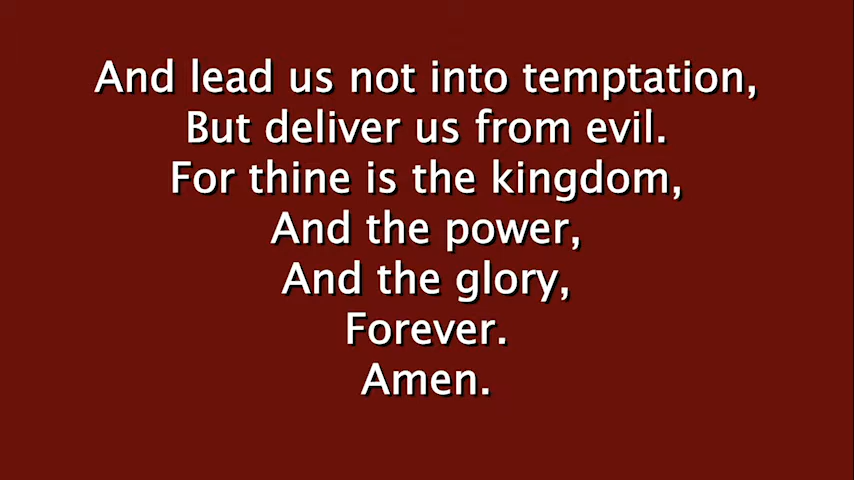 And lead us not into temptation,
But deliver us from evil.
For thine is the kingdom,
And the power,
And the glory,
Forever.
Amen.